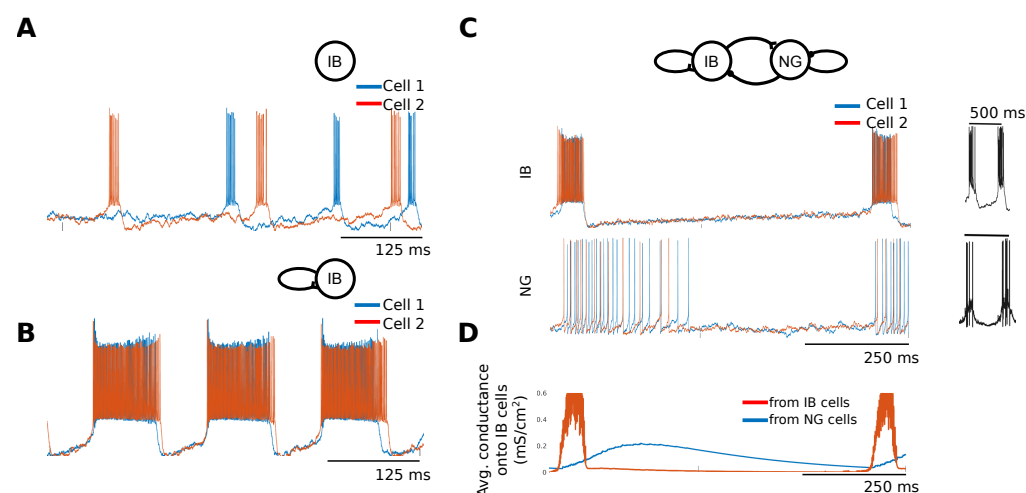 A
IB
Cell 1
Cell 2
125 ms
B
IB
Cell 1
Cell 2
125 ms
C
IB
NG
Cell 1
Cell 2
500 ms
IB
NG
250 ms
D
Avg. conductance
onto IB cells
(mS/cm²)
0.6
0.4
0.2
0
from IB cells
from NG cells
250 ms